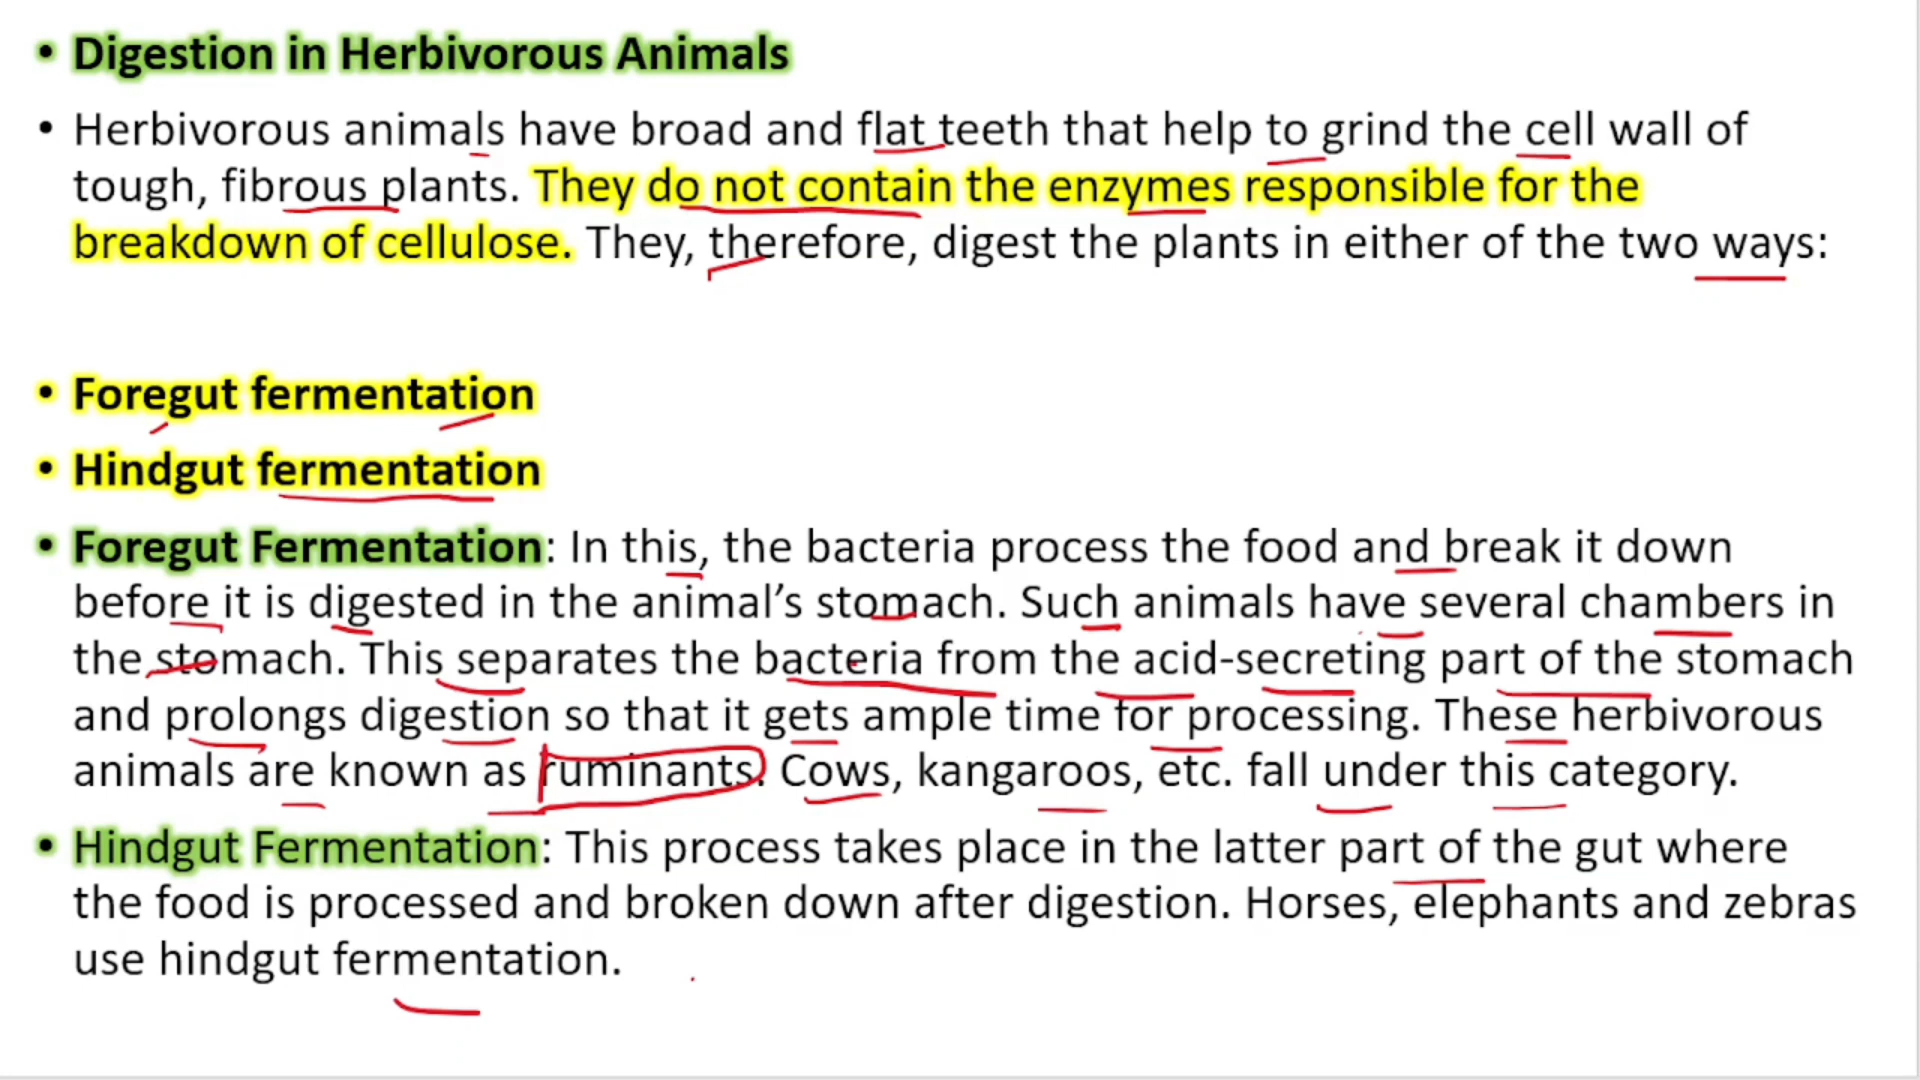 • Digestion in Herbivorous Animals
• Herbivorous animals have broad and flat teeth that help to grind the cell wall of
tough, fibrous plants. They do not contain the enzymes responsible for the
breakdown of cellulose. They, therefore, digest the plants in either of the two ways:
• Foregut fermentation
• Hindgut fermentation
• Foregut Fermentation: In this, the bacteria process the food and break it down
before it is digested in the animal’s stomach. Such animals have several chambers in
the stomach. This separates the bacteria from the acid-secreting part of the stomach
and prolongs digestion so that it gets ample time for processing. These herbivorous
animals are known as ruminants. Cows, kangaroos, etc. fall under this category.
• Hindgut Fermentation: This process takes place in the latter part of the gut where
the food is processed and broken down after digestion. Horses, elephants and zebras
use hindgut fermentation.